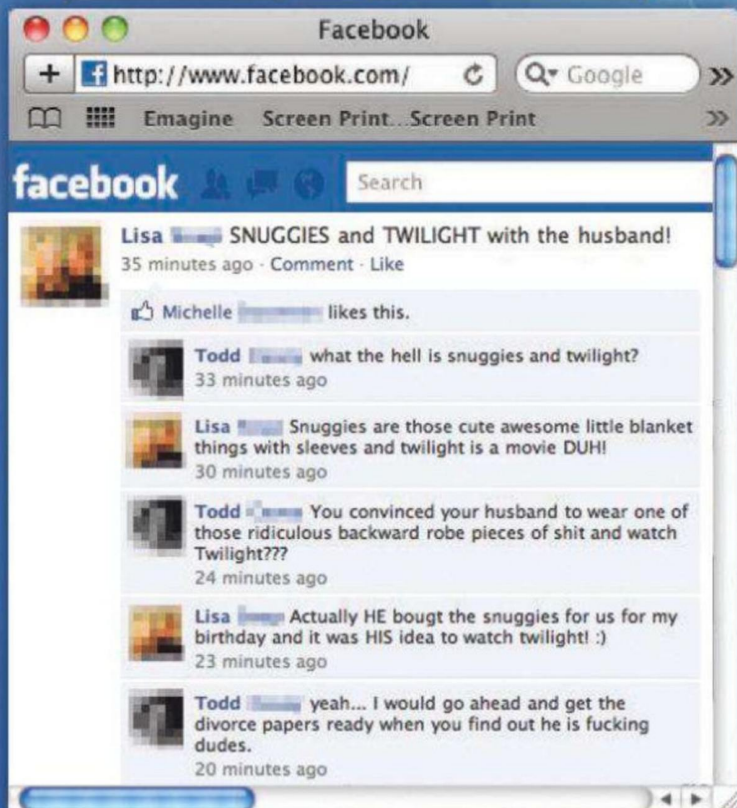 Facebook
http://www.facebook.com/
Google
Emagine Screen Print...Screen Print
facebook
Search
Lisa SNUGGIES and TWILIGHT with the husband!
35 minutes ago · Comment · Like
Michelle likes this.
Todd what the hell is snuggies and twilight?
33 minutes ago
Lisa Snuggies are those cute awesome little blanket
things with sleeves and twilight is a movie DUH!
30 minutes ago
Todd You convinced your husband to wear one of
those ridiculous backward robe pieces of shit and watch
Twilight???
24 minutes ago
Lisa Actually HE bougt the snuggies for us for my
birthday and it was HIS idea to watch twilight! :)
23 minutes ago
Todd yeah... I would go ahead and get the
divorce papers ready when you find out he is fucking
dudes.
20 minutes ago